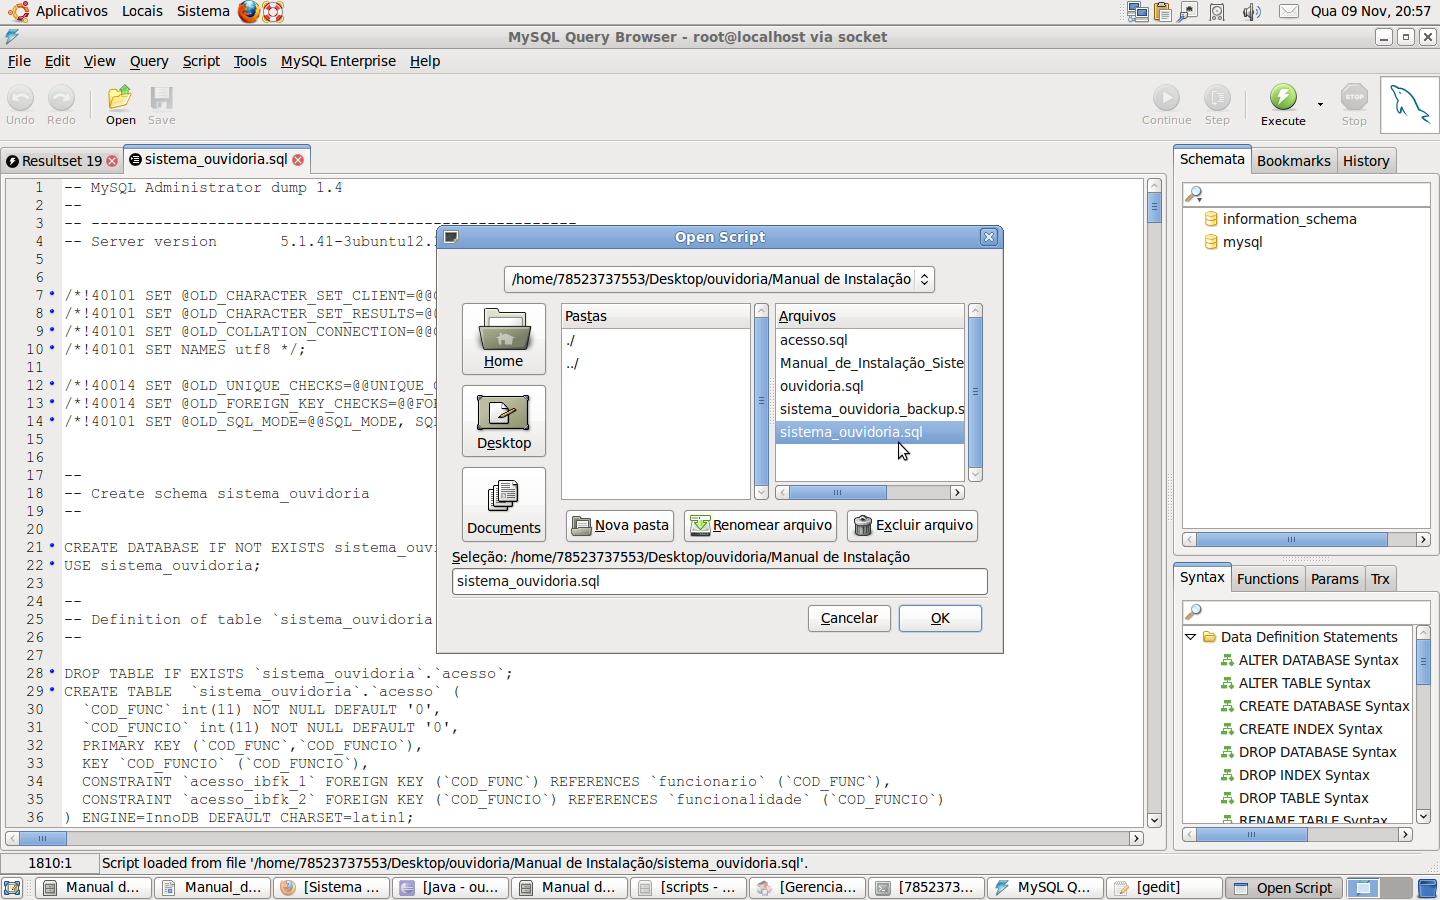 Aplicativos Locais Sistema Qua 09 Nov, 20:57
MySQL Query Browser - root@localhost via socket
File Edit View Query Script Tools MySQL Enterprise Help
Undo Redo Open Save Continue Step Execute STOP Stop
Resultset 19 sistema_ouvidoria.sql
1 -- MySQL Administrator dump 1.4
2 --
3 -- ------------------------------------------------------
4 -- Server version 5.1.41-3ubuntu12.
5
6
7 /*!40101 SET @OLD_CHARACTER_SET_CLIENT=@@
8 /*!40101 SET @OLD_CHARACTER_SET_RESULTS=@
9 /*!40101 SET @OLD_COLLATION_CONNECTION=@@
10 /*!40101 SET NAMES utf8 */;
11
12 /*!40014 SET @OLD_UNIQUE_CHECKS=@@UNIQUE_
13 /*!40014 SET @OLD_FOREIGN_KEY_CHECKS=@@FO
14 /*!40101 SET @OLD_SQL_MODE=@@SQL_MODE, SQ
15
16
17 --
18 -- Create schema sistema_ouvidoria
19 --
20
21 CREATE DATABASE IF NOT EXISTS sistema_ouv
22 USE sistema_ouvidoria;
23
24 --
25 -- Definition of table `sistema_ouvidoria
26 --
27
28 DROP TABLE IF EXISTS `sistema_ouvidoria`.`acesso`;
29 CREATE TABLE `sistema_ouvidoria`.`acesso` (
30 `COD_FUNC` int(11) NOT NULL DEFAULT '0',
31 `COD_FUNCIO` int(11) NOT NULL DEFAULT '0',
32 PRIMARY KEY (`COD_FUNC`,`COD_FUNCIO`),
33 KEY `COD_FUNCIO` (`COD_FUNCIO`),
34 CONSTRAINT `acesso_ibfk_1` FOREIGN KEY (`COD_FUNC`) REFERENCES `funcionario` (`COD_FUNC`),
35 CONSTRAINT `acesso_ibfk_2` FOREIGN KEY (`COD_FUNCIO`) REFERENCES `funcionalidade` (`COD_FUNCIO`)
36 ) ENGINE=InnoDB DEFAULT CHARSET=latin1;
Open Script
/home/78523737553/Desktop/ouvidoria/Manual de Instalação
Home
Desktop
Documents
Pastas
./
../
Arquivos
acesso.sql
Manual_de_Instalação_Siste
ouvidoria.sql
sistema_ouvidoria_backup.s
sistema_ouvidoria.sql
Nova pasta Renomear arquivo Excluir arquivo
Seleção: /home/78523737553/Desktop/ouvidoria/Manual de Instalação
sistema_ouvidoria.sql
Cancelar OK
Schemata Bookmarks History
information_schema
mysql
Syntax Functions Params Trx
Data Definition Statements
ALTER DATABASE Syntax
ALTER TABLE Syntax
CREATE DATABASE Syntax
CREATE INDEX Syntax
DROP DATABASE Syntax
DROP INDEX Syntax
DROP TABLE Syntax
RENAME TABLE Syntax
1810:1 Script loaded from file '/home/78523737553/Desktop/ouvidoria/Manual de Instalação/sistema_ouvidoria.sql'.
Manual d... Manual_d... [Sistema ... [Java - ou... Manual d... [scripts - ... [Gerencia... [7852373... MySQL Q... [gedit] Open Script